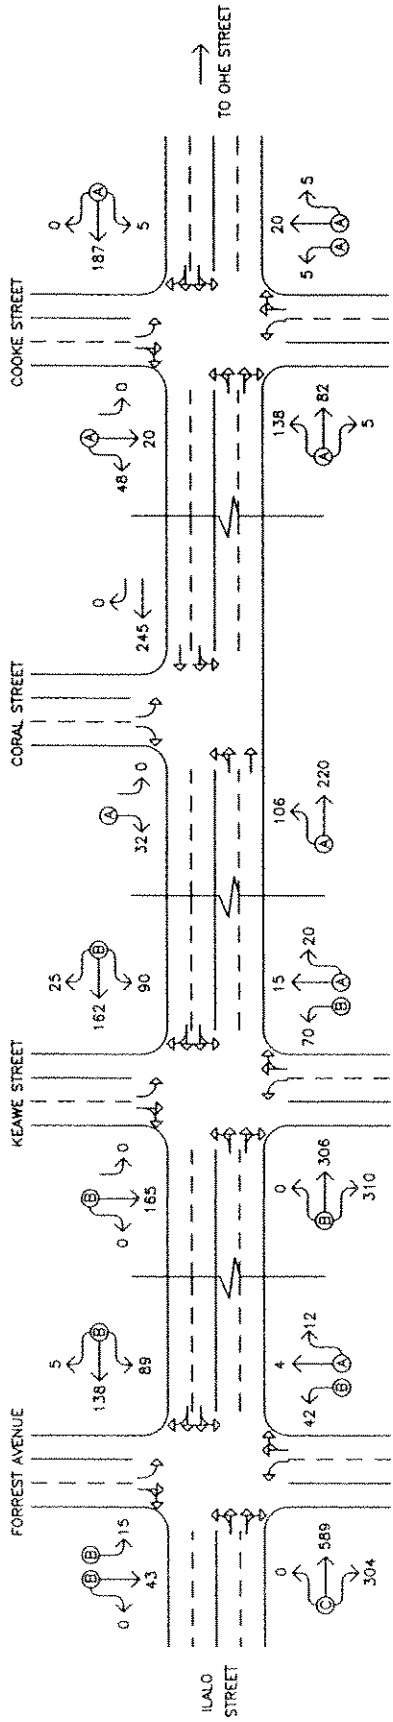 FORREST AVENUE
KEAWE STREET
CORAL STREET
COOKE STREET
B B
0 43 15
B
5 138 89
B
0 165 0
B
25 162 90
A
32 0
0
245
A
48 20 0
A
0 187 5
ILALO
STREET
TO OHE STREET
C
0 589 304
B A
42 4 12
B
0 306 310
B A
70 15 20
A
106 220
A
138 82 5
A A
5 20 5